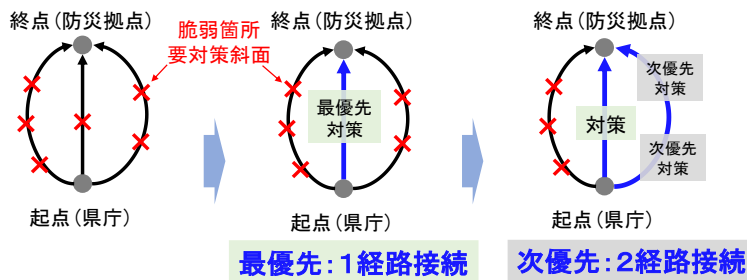 終点(防災拠点)
脆弱箇所
要対策斜面
起点(県庁)
終点(防災拠点)
最優先
対策
起点(県庁)
最優先:1経路接続
終点(防災拠点)
次優先
対策
対策
次優先
対策
起点(県庁)
次優先:2経路接続